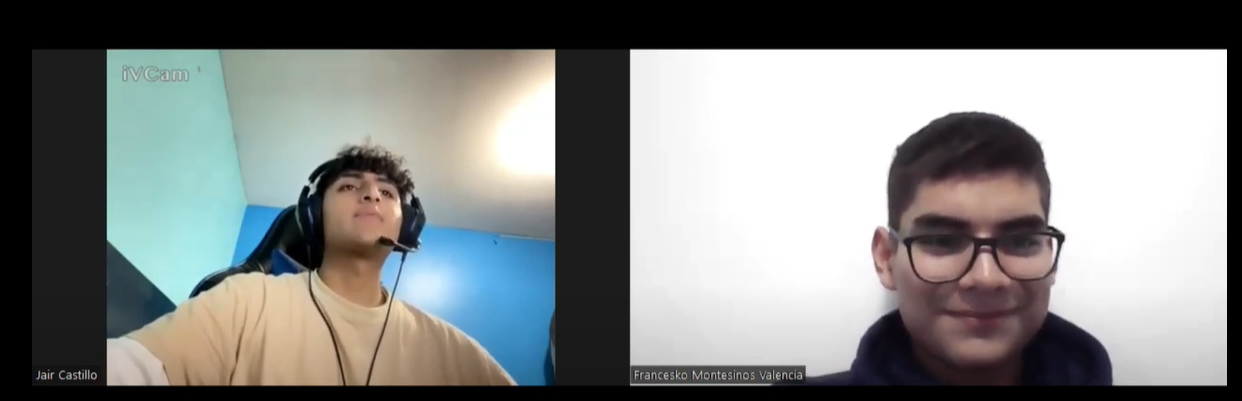 iVCam
Jair Castillo
Francesko Montesinos Valencia